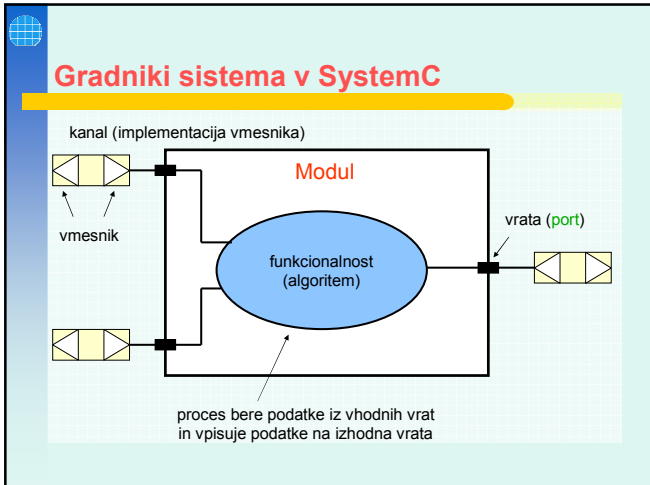 Gradniki sistema v SystemC
kanal (implementacija vmesnika)
Modul
vmesnik
vrata (port)
funkcionalnost
(algoritem)
proces bere podatke iz vhodnih vrat
in vpisuje podatke na izhodna vrata